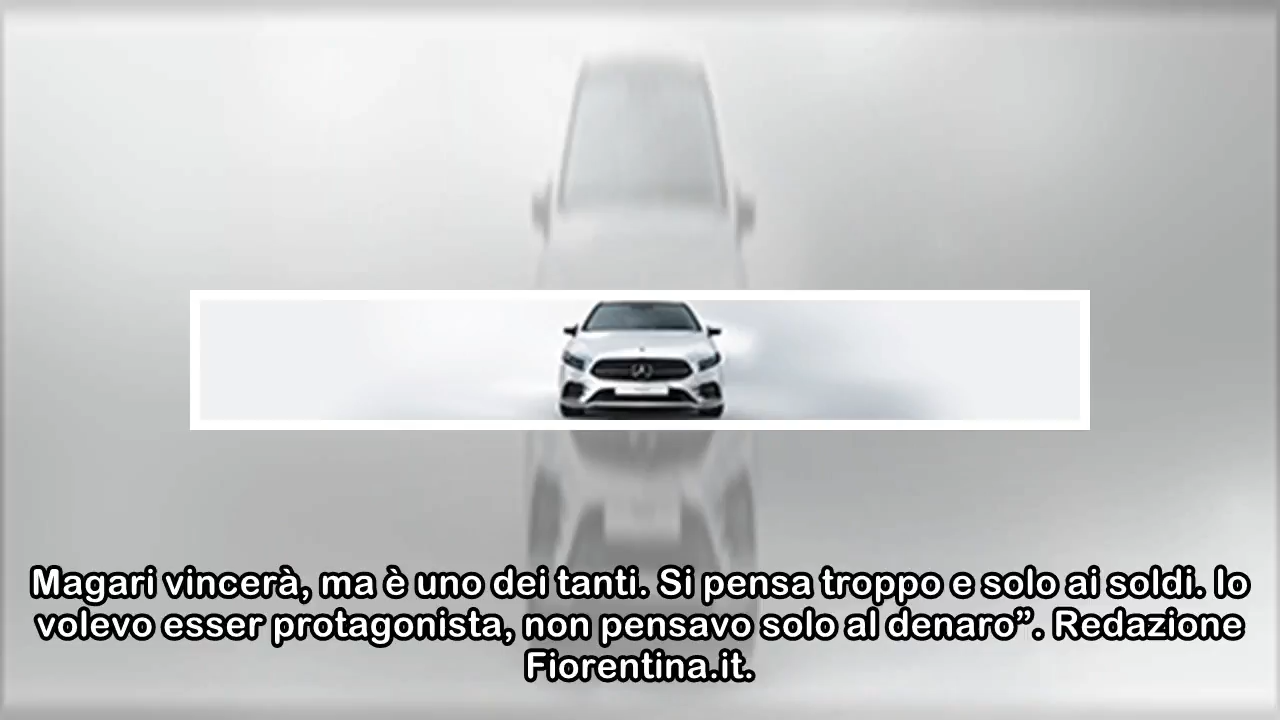 Magari vincerà, ma è uno dei tanti. Si pensa troppo e solo ai soldi. Io
volevo esser protagonista, non pensavo solo al denaro”. Redazione
Fiorentina.it.